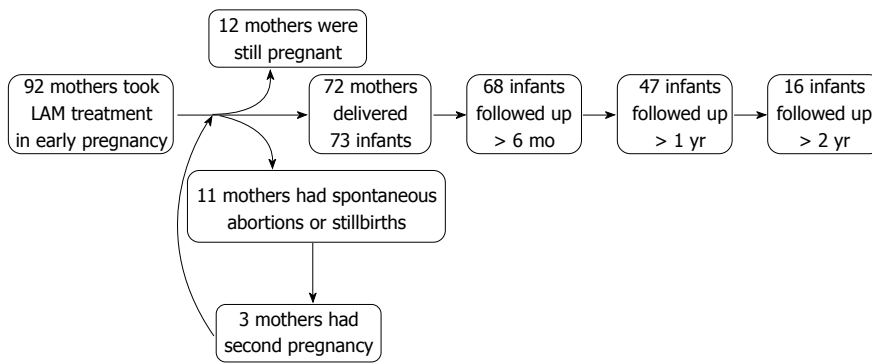 12 mothers were
still pregnant
92 mothers took
LAM treatment
in early pregnancy
72 mothers
delivered
73 infants
68 infants
followed up
> 6 mo
47 infants
followed up
> 1 yr
16 infants
followed up
> 2 yr
11 mothers had spontaneous
abortions or stillbirths
3 mothers had
second pregnancy